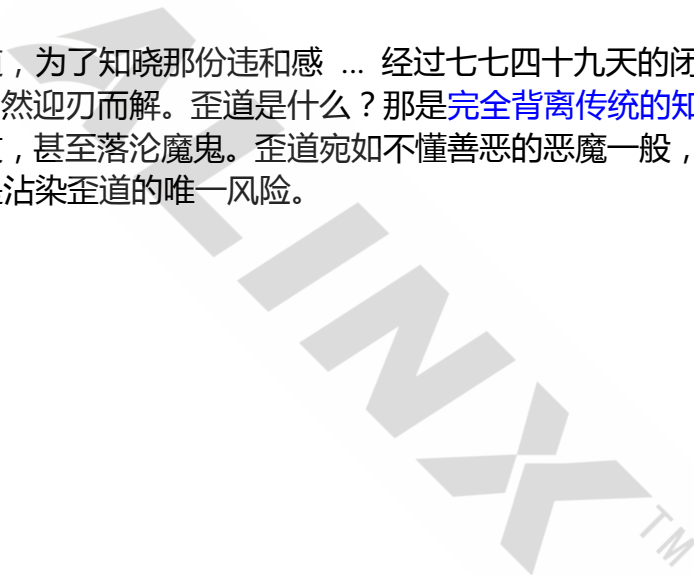 ，为了知晓那份违和感 ... 经过七七四十九天的闭
然迎刃而解。歪道是什么？那是完全背离传统的知
，甚至落沦魔鬼。歪道宛如不懂善恶的恶魔一般，
沾染歪道的唯一风险。
ALINX™